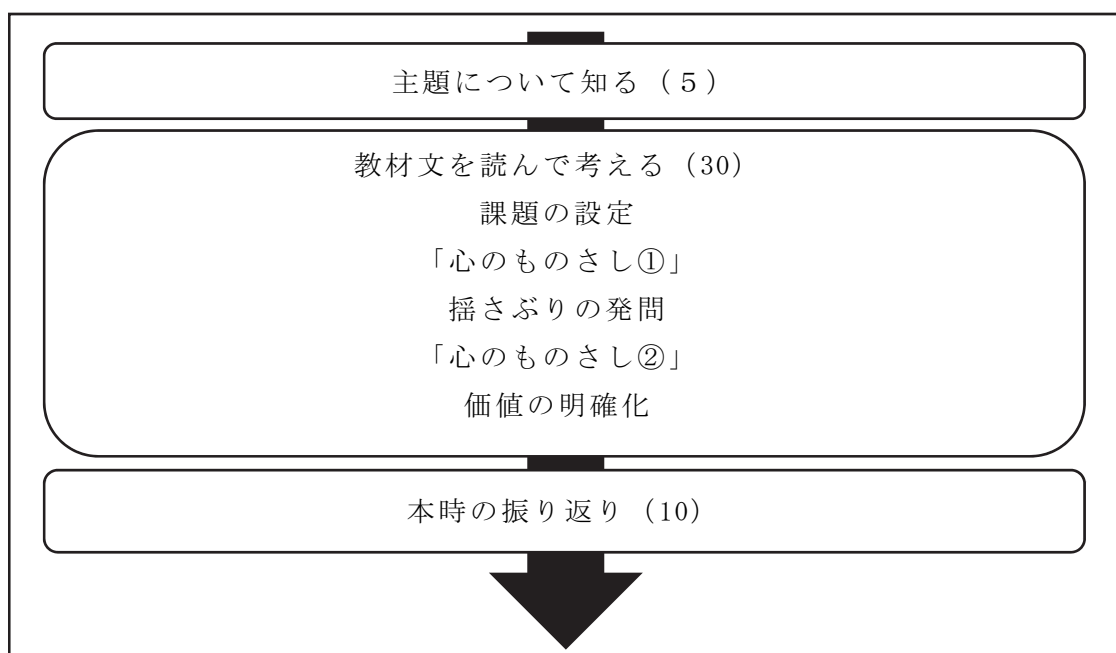 主題について知る（５）
教材文を読んで考える（30）
課題の設定
「心のものさし①」
揺さぶりの発問
「心のものさし②」
価値の明確化
本時の振り返り（10）